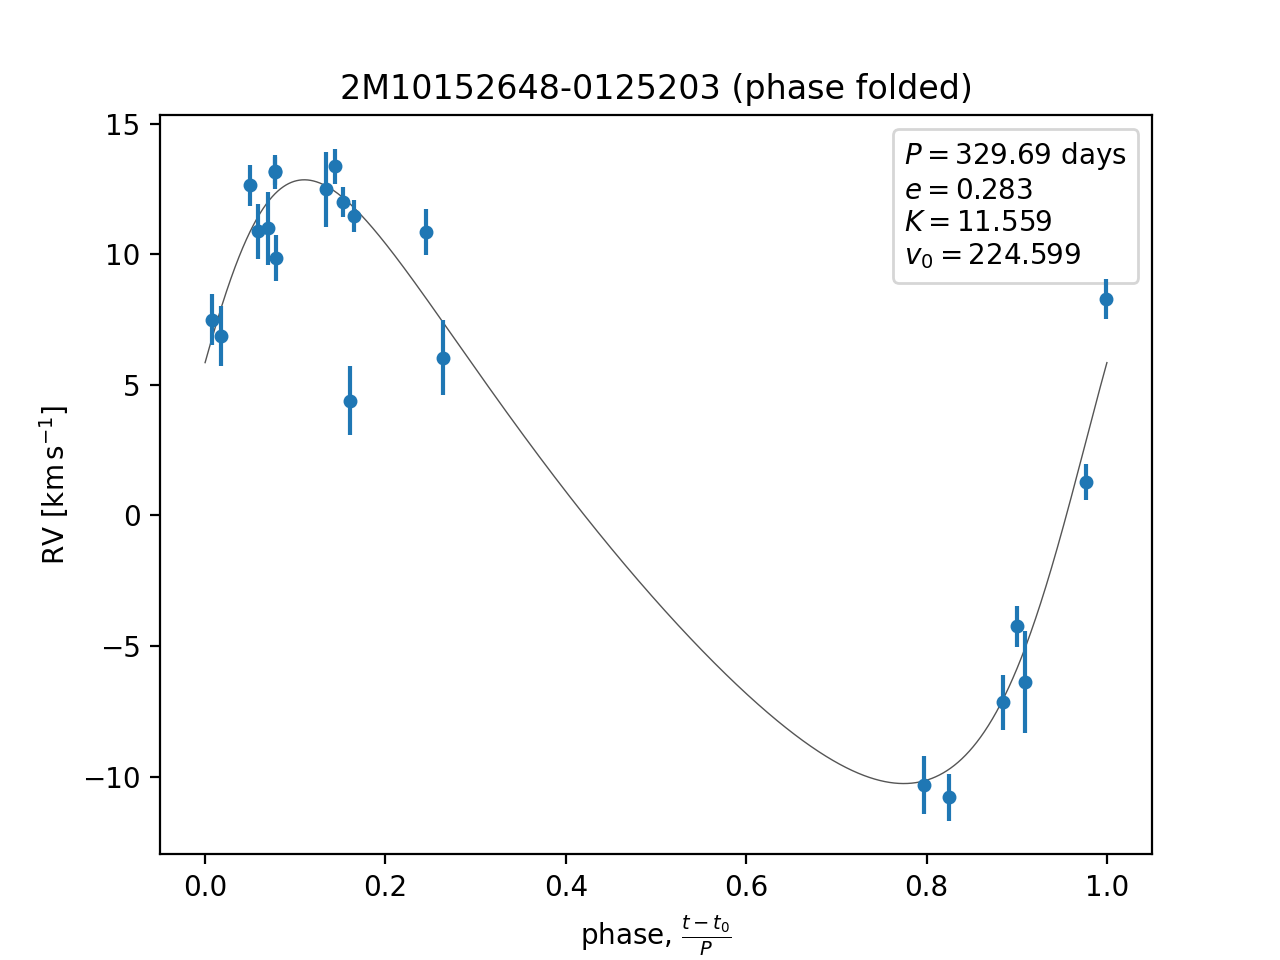 2M10152648-0125203 (phase folded)
P = 329.69 days
e = 0.283
K = 11.559
v₀ = 224.599
15
10
5
0
−5
−10
RV [km s⁻¹]
0.0 0.2 0.4 0.6 0.8 1.0
phase, (t − t₀)/P